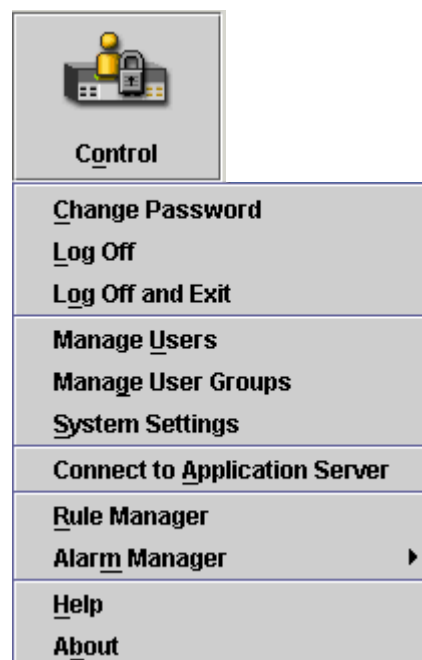 Control
Change Password
Log Off
Log Off and Exit
Manage Users
Manage User Groups
System Settings
Connect to Application Server
Rule Manager
Alarm Manager
Help
About